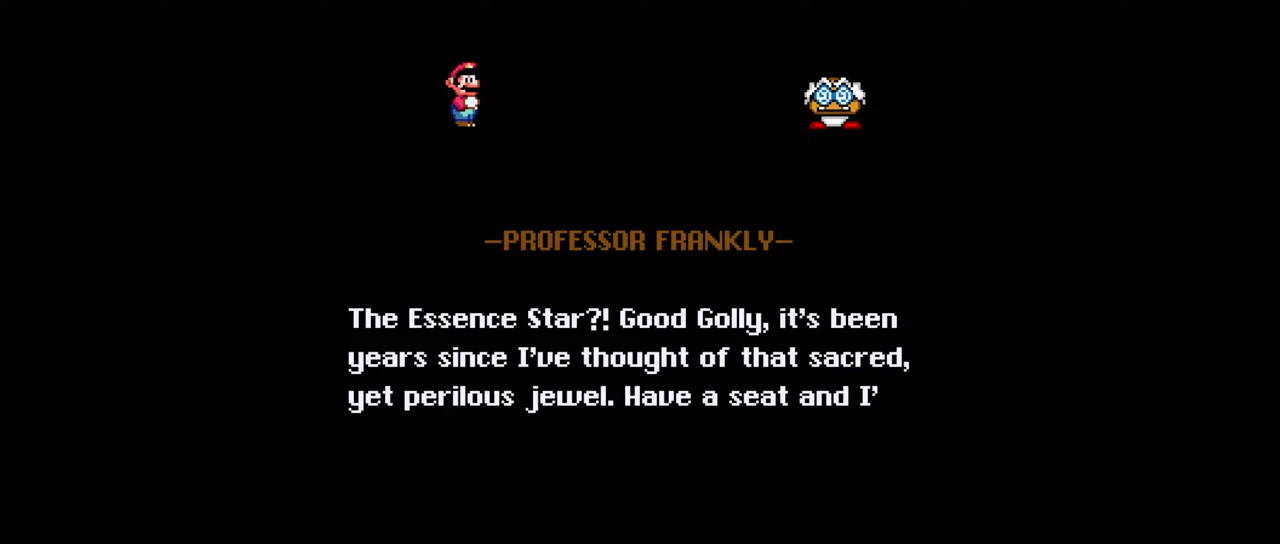 –PROFESSOR FRANKLY–
The Essence Star?! Good Golly, it's been
years since I've thought of that sacred,
yet perilous jewel. Have a seat and I'